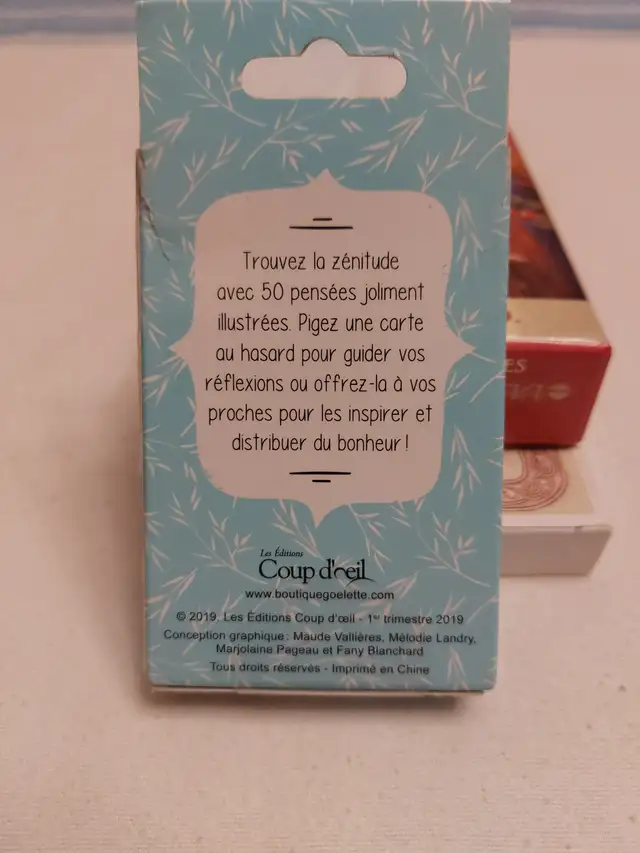 Trouvez la zénitude
avec 50 pensées joliment
illustrées. Pigez une carte
au hasard pour guider vos
réflexions ou offrez-la à vos
proches pour les inspirer et
distribuer du bonheur !
Les Éditions
Coup d'œil
www.boutiquegoelette.com
© 2019, Les Éditions Coup d'œil - 1er trimestre 2019
Conception graphique : Maude Vallières, Mélodie Landry,
Marjolaine Pageau et Fany Blanchard
Tous droits réservés - Imprimé en Chine